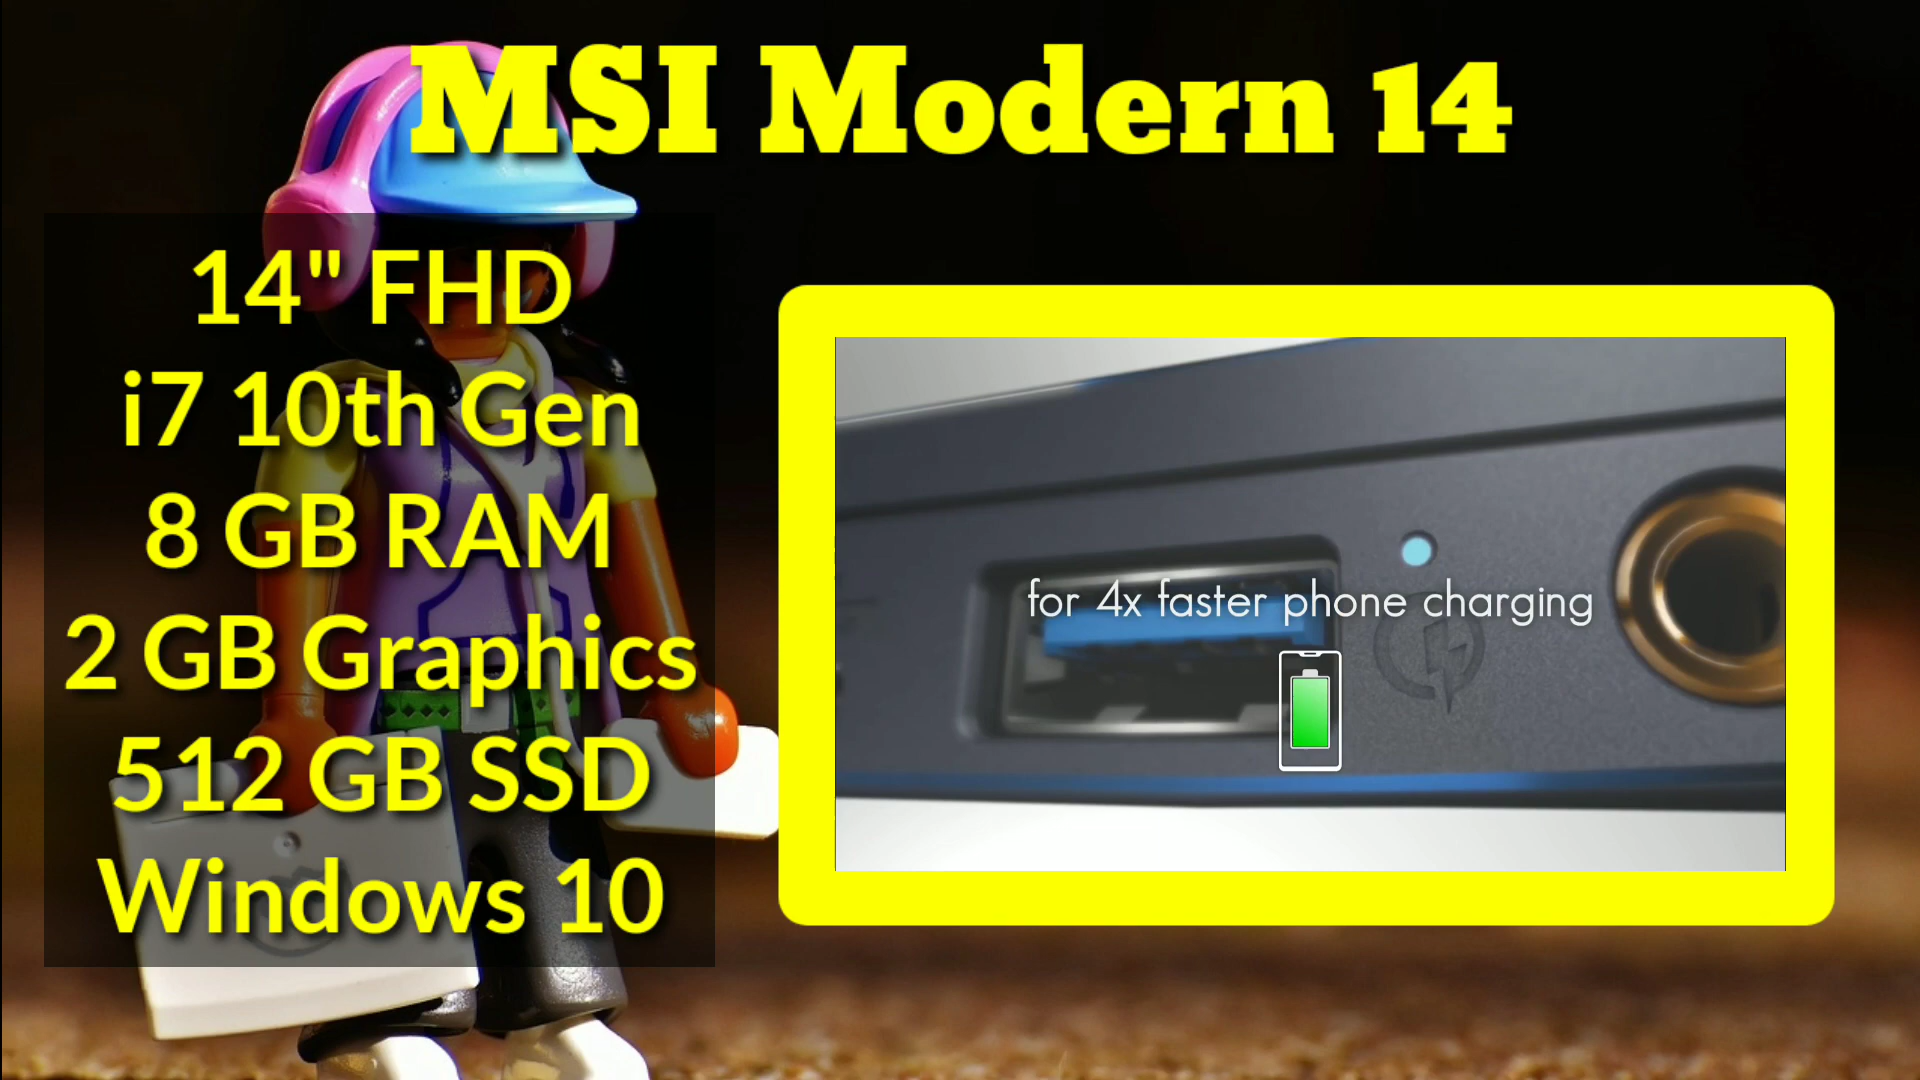 MSI Modern 14
14" FHD
i7 10th Gen
8 GB RAM
2 GB Graphics
512 GB SSD
Windows 10
for 4x faster phone charging